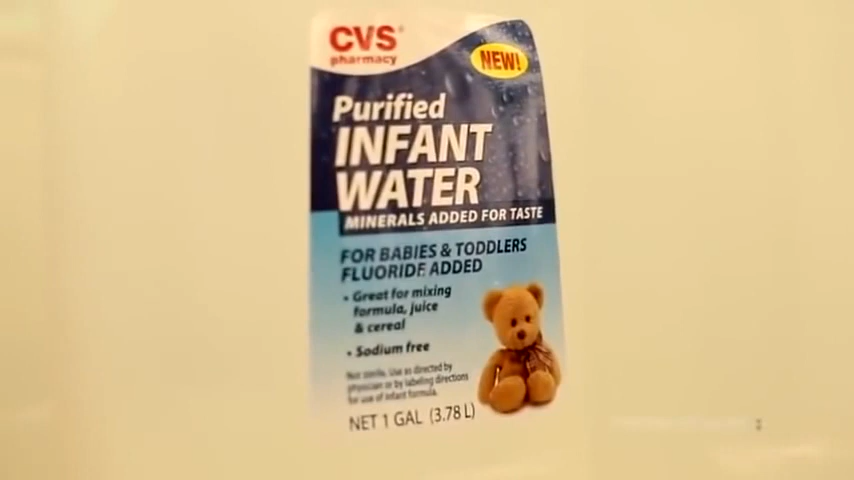 CVS®
pharmacy
NEW!
Purified
INFANT
WATER
MINERALS ADDED FOR TASTE
FOR BABIES & TODDLERS
FLUORIDE ADDED
• Great for mixing
formula, juice
& cereal
• Sodium free
Not sterile. Use as directed by
physician or by labeling directions
for use of infant formula.
NET 1 GAL (3.78 L)